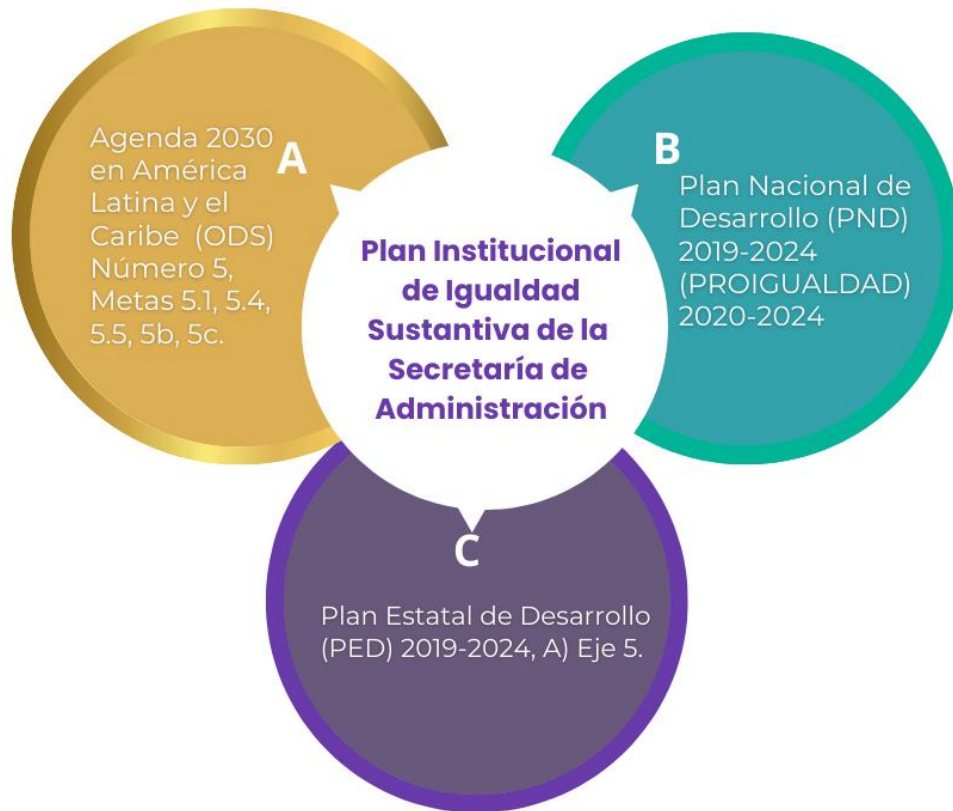 A
Agenda 2030
en América
Latina y el
Caribe (ODS)
Número 5,
Metas 5.1, 5.4,
5.5, 5b, 5c.
B
Plan Nacional de
Desarrollo (PND)
2019-2024
(PROIGUALDAD)
2020-2024
Plan Institucional
de Igualdad
Sustantiva de la
Secretaría de
Administración
C
Plan Estatal de Desarrollo
(PED) 2019-2024, A) Eje 5.